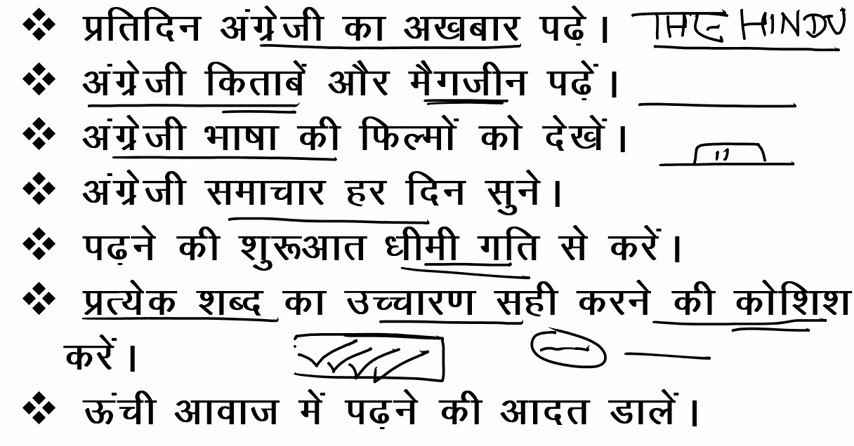 ❖ प्रतिदिन अंग्रेजी का अखबार पढ़े। THE HINDU
❖ अंग्रेजी किताबें और मैगजीन पढ़ें।
❖ अंग्रेजी भाषा की फिल्मों को देखें।
❖ अंग्रेजी समाचार हर दिन सुने।
❖ पढ़ने की शुरूआत धीमी गति से करें।
❖ प्रत्येक शब्द का उच्चारण सही करने की कोशिश
करें।
❖ ऊंची आवाज में पढ़ने की आदत डालें।